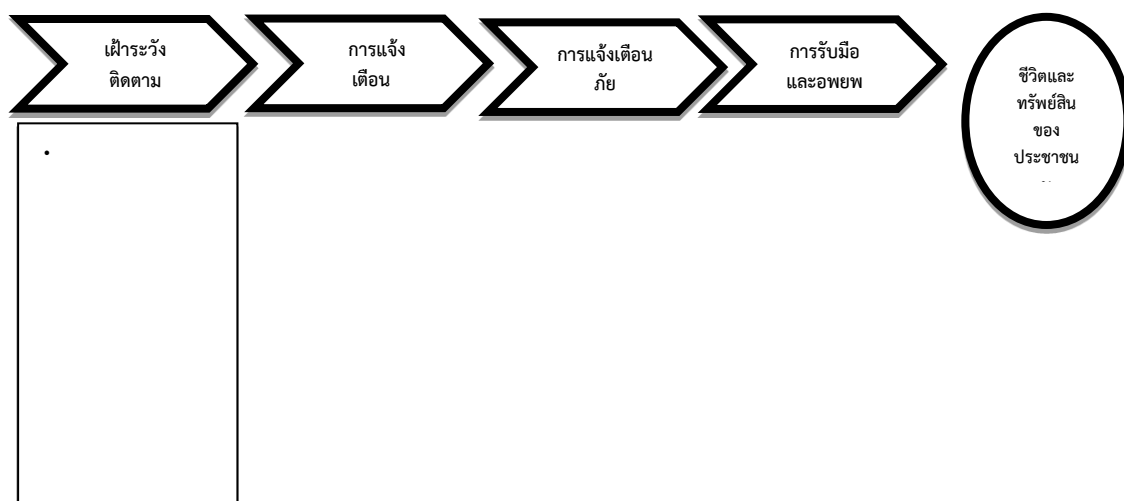 เฝ้าระวัง
ติดตาม
การแจ้ง
เตือน
การแจ้งเตือน
ภัย
การรับมือ
และอพยพ
ชีวิตและ
ทรัพย์สิน
ของ
ประชาชน
•